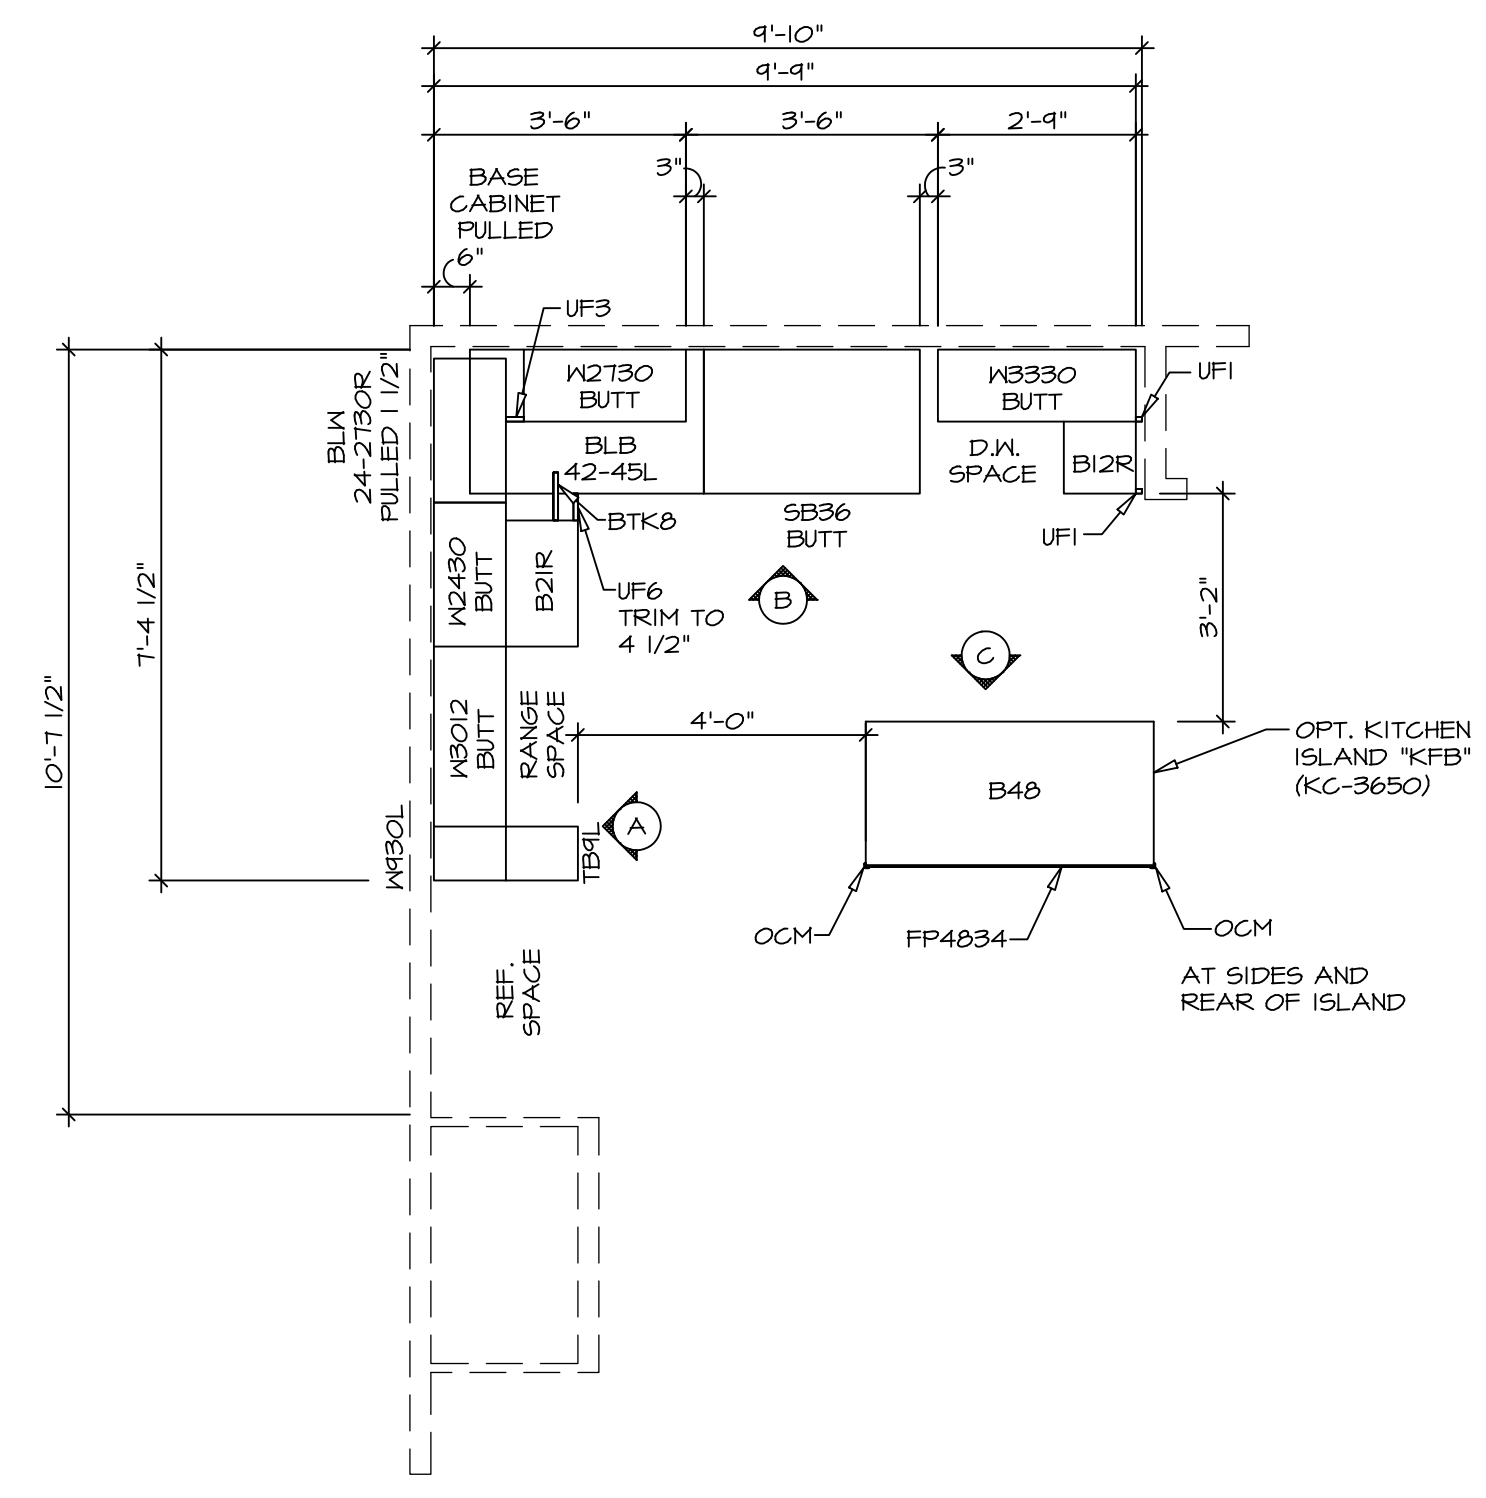 9'-10"
9'-9"
3'-6"
3'-6"
2'-9"
3"
3"
BASE
CABINET
PULLED
6"
UF3
BLW
24-2730R
PULLED 1 1/2"
W2730
BUTT
W3330
BUTT
UF1
BLB
42-45L
D.W.
SPACE
B12R
SB36
BUTT
BTK8
UF1
W2430
BUTT
B21R
UF6
TRIM TO
4 1/2"
B
C
3'-2"
7'-4 1/2"
10'-7 1/2"
W3012
BUTT
RANGE
SPACE
4'-0"
OPT. KITCHEN
ISLAND "KFB"
(KC-3650)
B48
W930L
TB9L
A
OCM
FP4834
OCM
AT SIDES AND
REAR OF ISLAND
REF.
SPACE